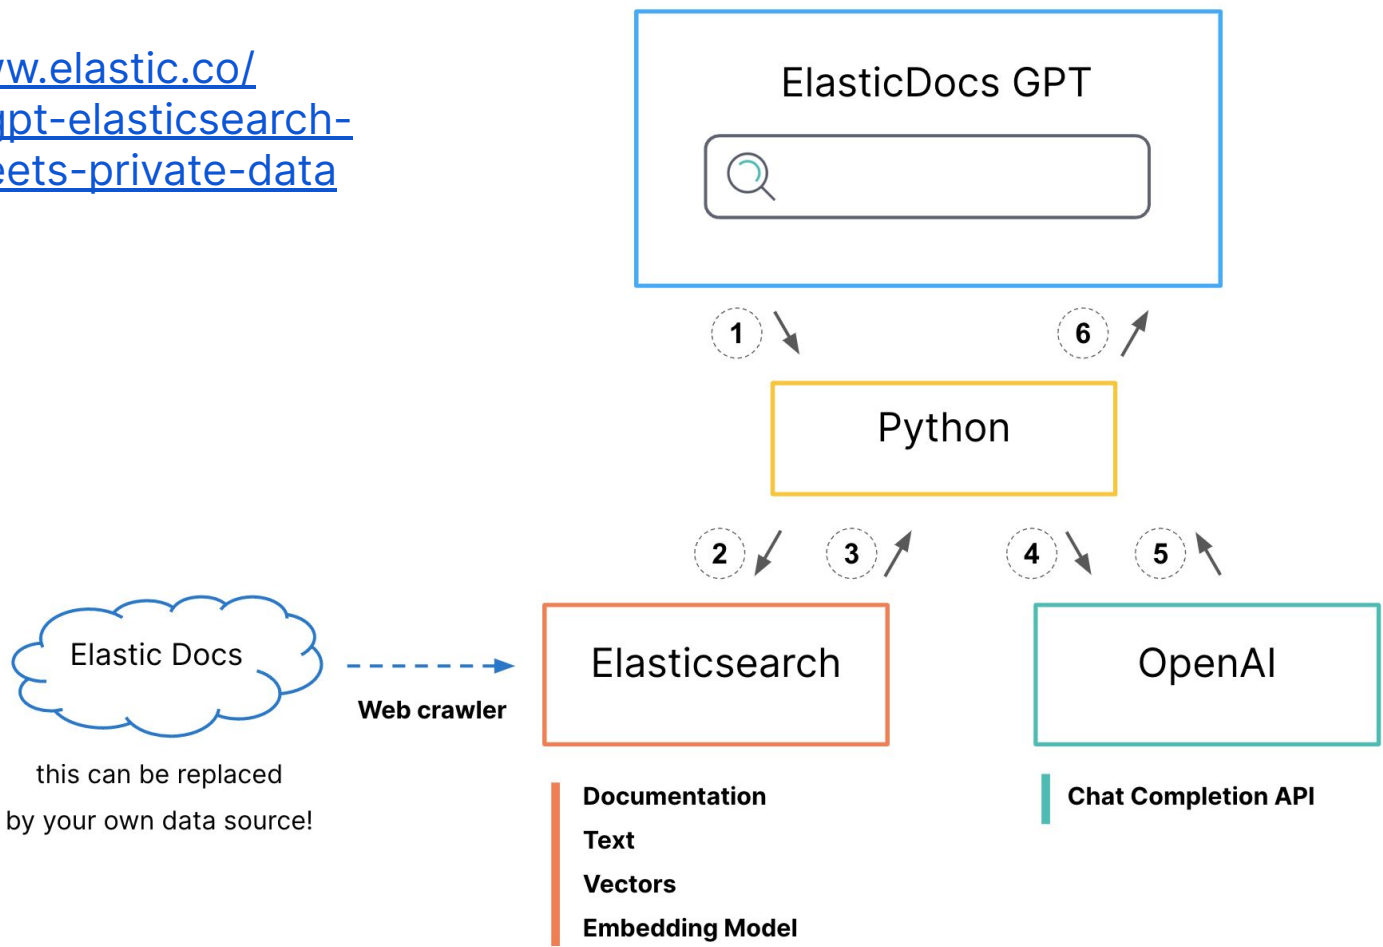 ww.elastic.co/
gpt-elasticsearch-
eets-private-data
ElasticDocs GPT
1
6
Python
2
3
4
5
Elastic Docs
Web crawler
Elasticsearch
OpenAI
this can be replaced
by your own data source!
Documentation
Text
Vectors
Embedding Model
Chat Completion API